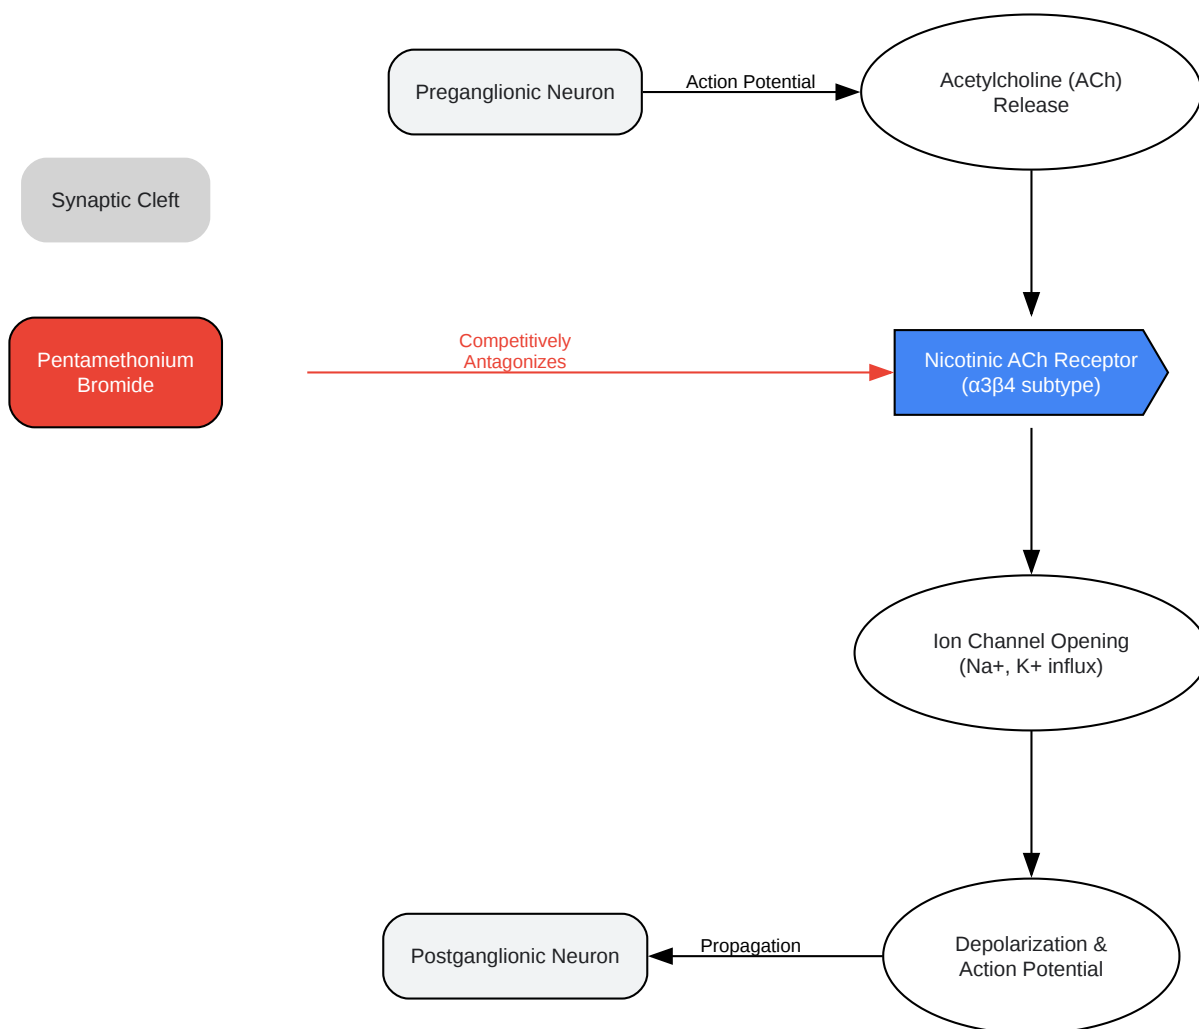 Preganglionic Neuron
Action Potential
Acetylcholine (ACh)
Release
Synaptic Cleft
Pentamethonium
Bromide
Competitively
Antagonizes
Nicotinic ACh Receptor
(α3β4 subtype)
Ion Channel Opening
(Na+, K+ influx)
Postganglionic Neuron
Propagation
Depolarization &
Action Potential